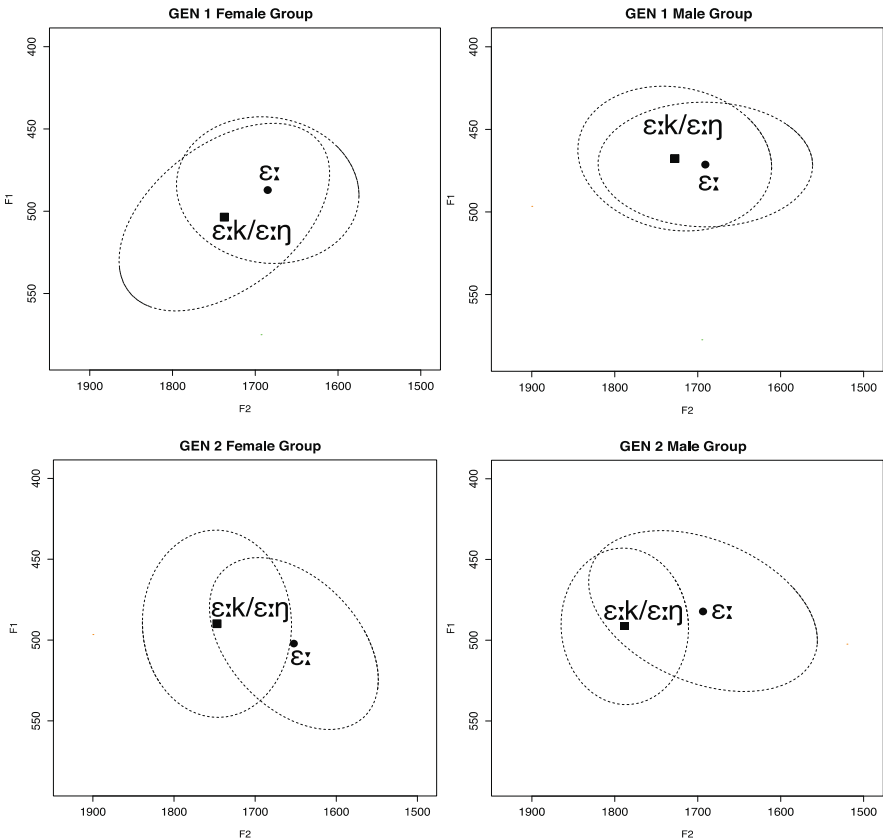 GEN 1 Female Group
400
450
500
550
F1
ɛː
ɛːk/ɛːŋ
1900
1800
1700
1600
1500
F2
GEN 1 Male Group
400
450
500
550
F1
ɛːk/ɛːŋ
ɛː
1900
1800
1700
1600
1500
F2
GEN 2 Female Group
400
450
500
550
F1
ɛːk/ɛːŋ
ɛː
1900
1800
1700
1600
1500
F2
GEN 2 Male Group
400
450
500
550
F1
ɛːk/ɛːŋ
ɛː
1900
1800
1700
1600
1500
F2